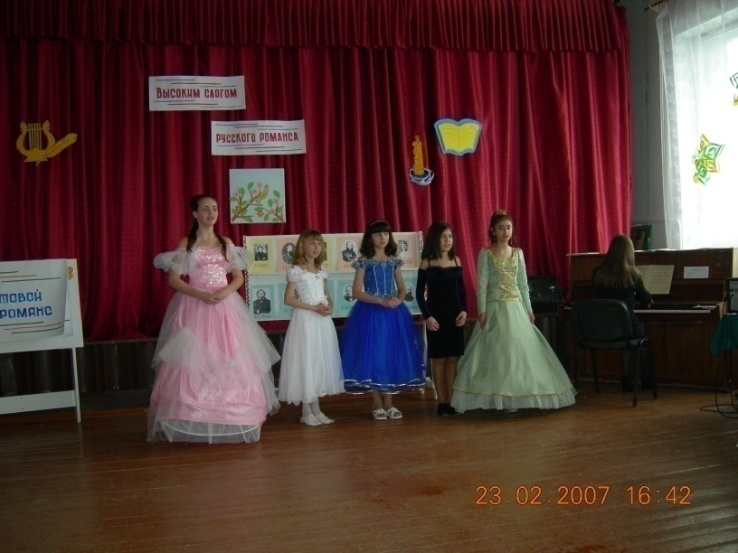 Высоким слогом
русского романса
товой
романс
23 02 2007 16:42